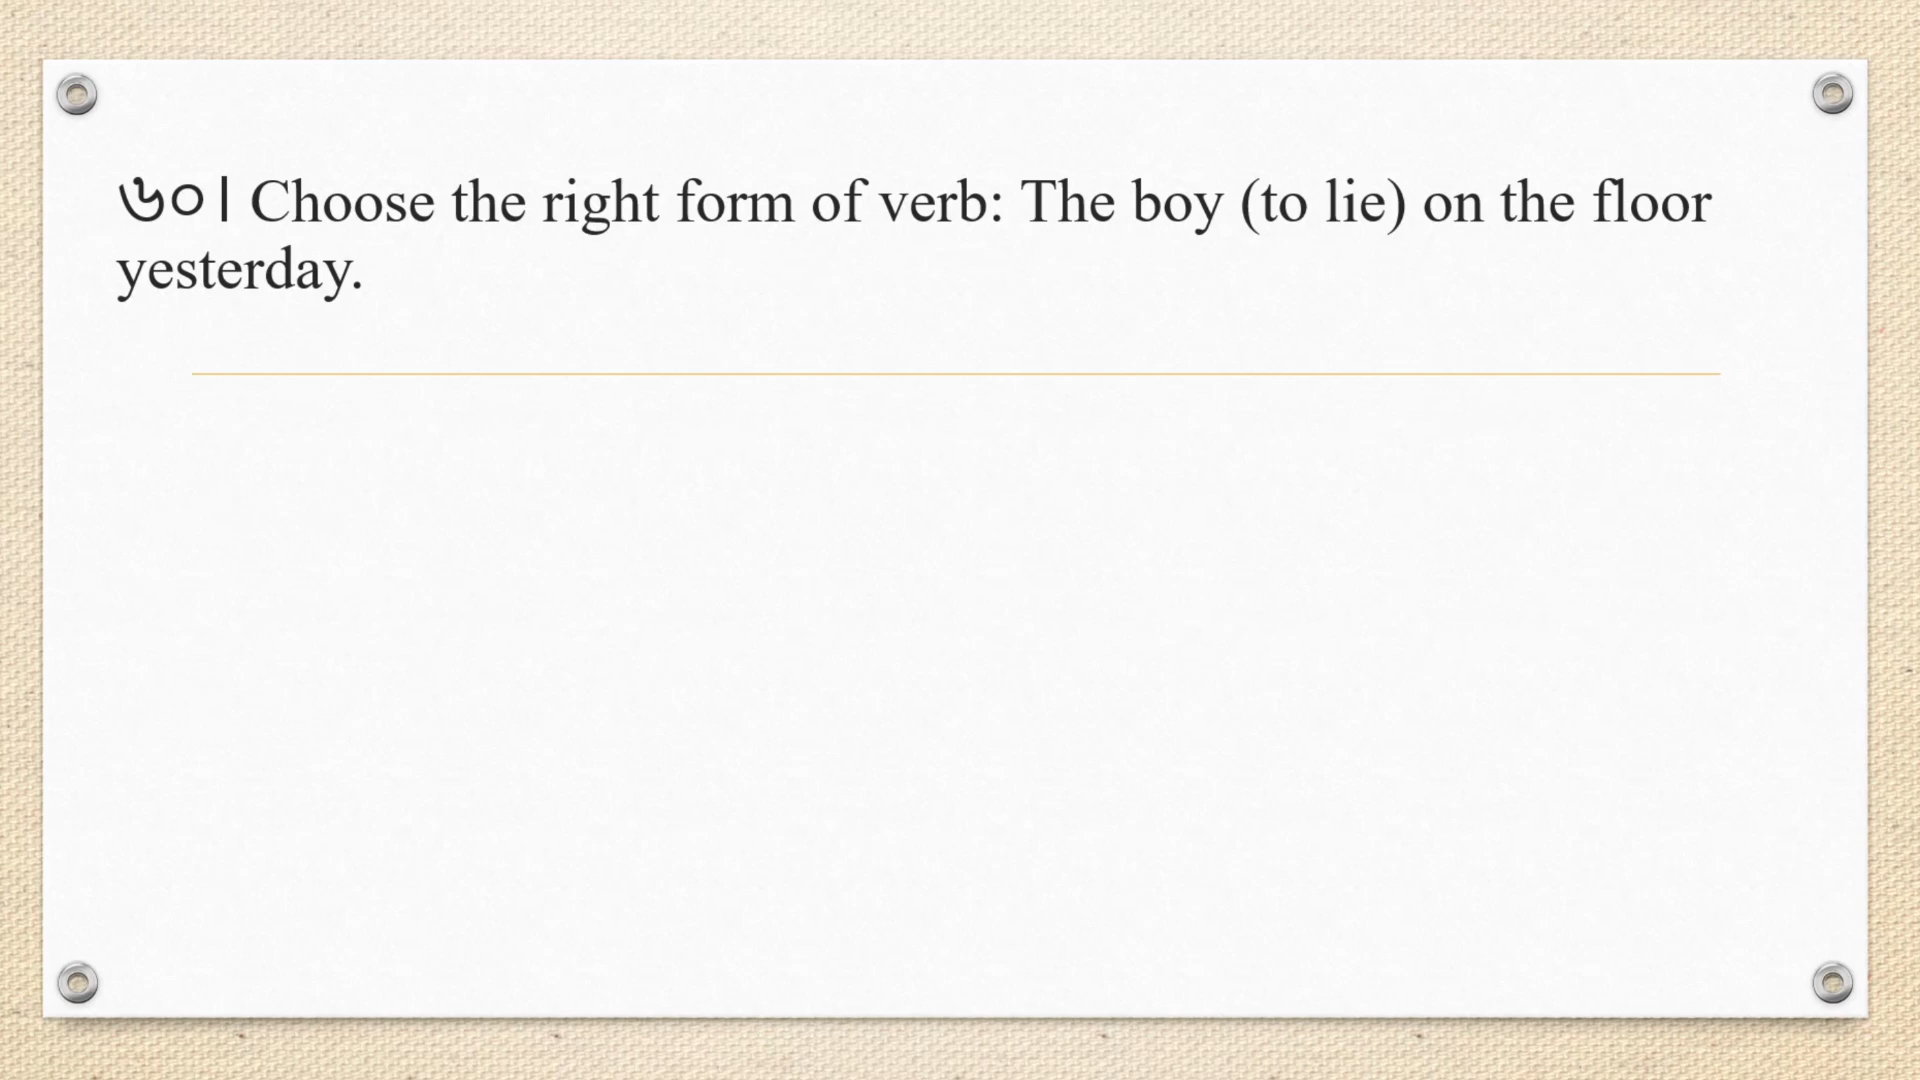 ৬০। Choose the right form of verb: The boy (to lie) on the floor
yesterday.